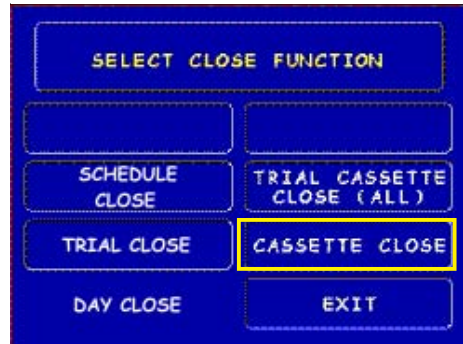 SELECT CLOSE FUNCTION
SCHEDULE
CLOSE
TRIAL CASSETTE
CLOSE (ALL)
TRIAL CLOSE
CASSETTE CLOSE
DAY CLOSE
EXIT